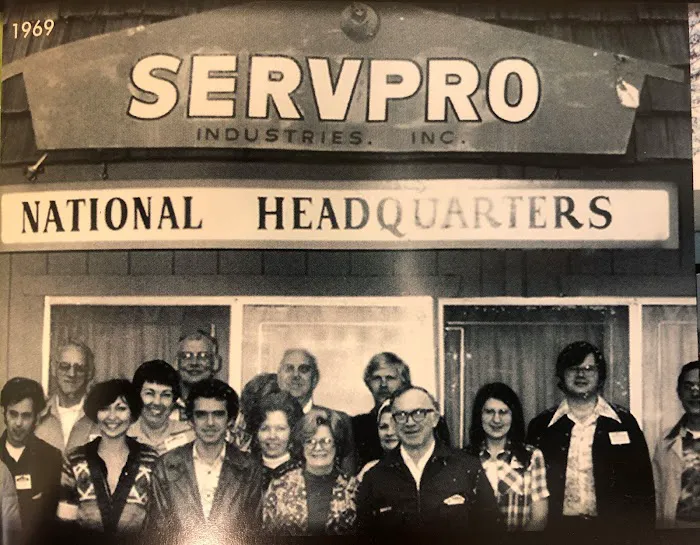 1969
SERVPRO
INDUSTRIES. INC.
NATIONAL HEADQUARTERS